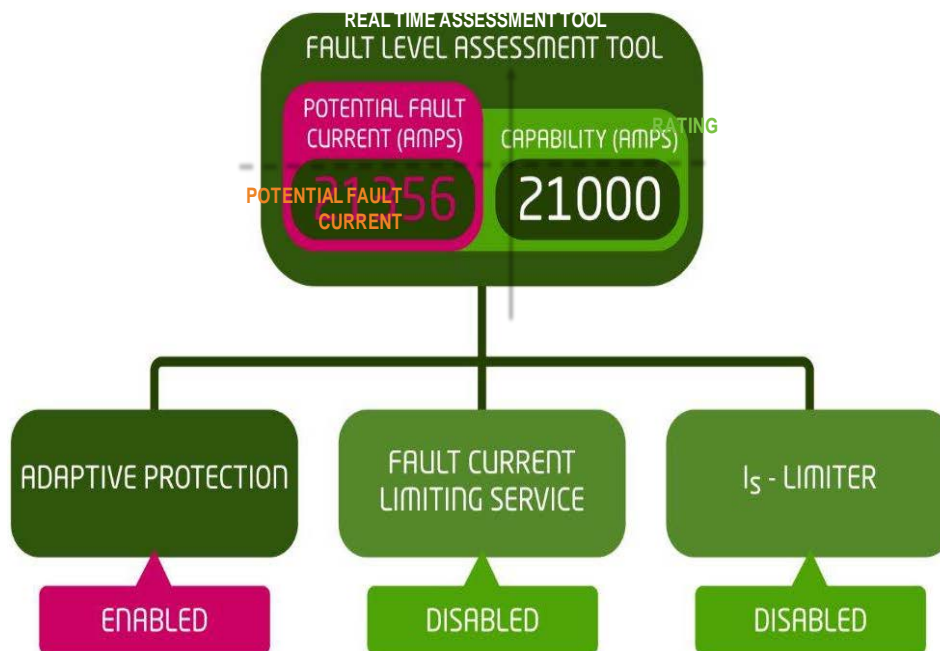 REAL TIME ASSESSMENT TOOL
FAULT LEVEL ASSESSMENT TOOL
POTENTIAL FAULT
CURRENT (AMPS)
RATING
CAPABILITY (AMPS)
21356
21000
POTENTIAL FAULT
CURRENT
ADAPTIVE PROTECTION
FAULT CURRENT
LIMITING SERVICE
IS - LIMITER
ENABLED
DISABLED
DISABLED